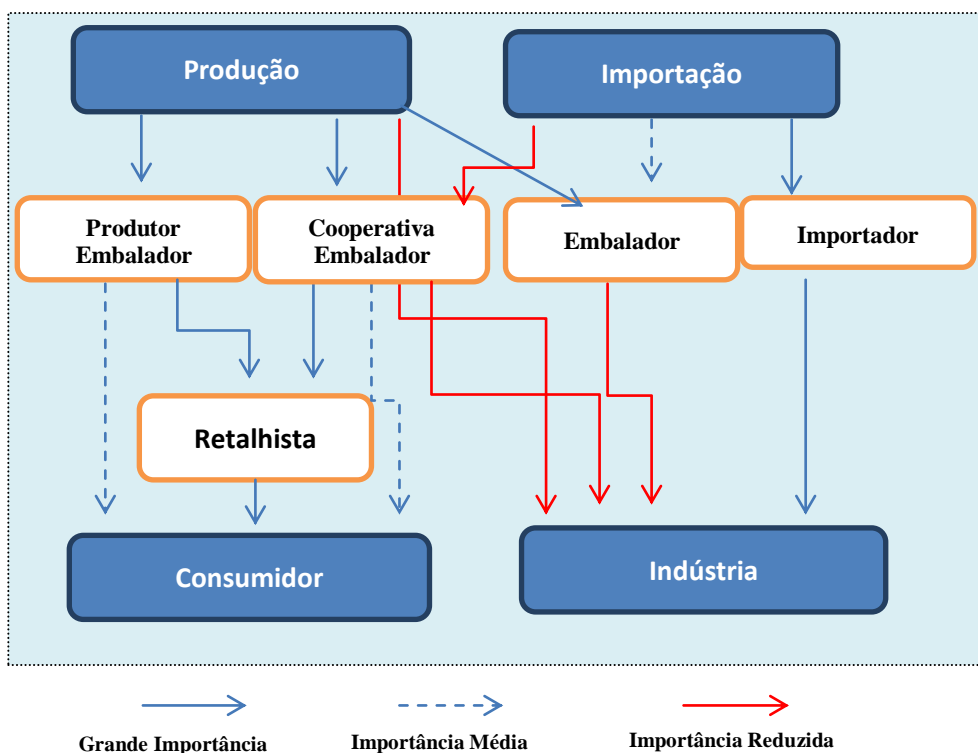 Produção
Importação
Produtor
Embalador
Cooperativa
Embalador
Embalador
Importador
Retalhista
Consumidor
Indústria
Grande Importância
Importância Média
Importância Reduzida